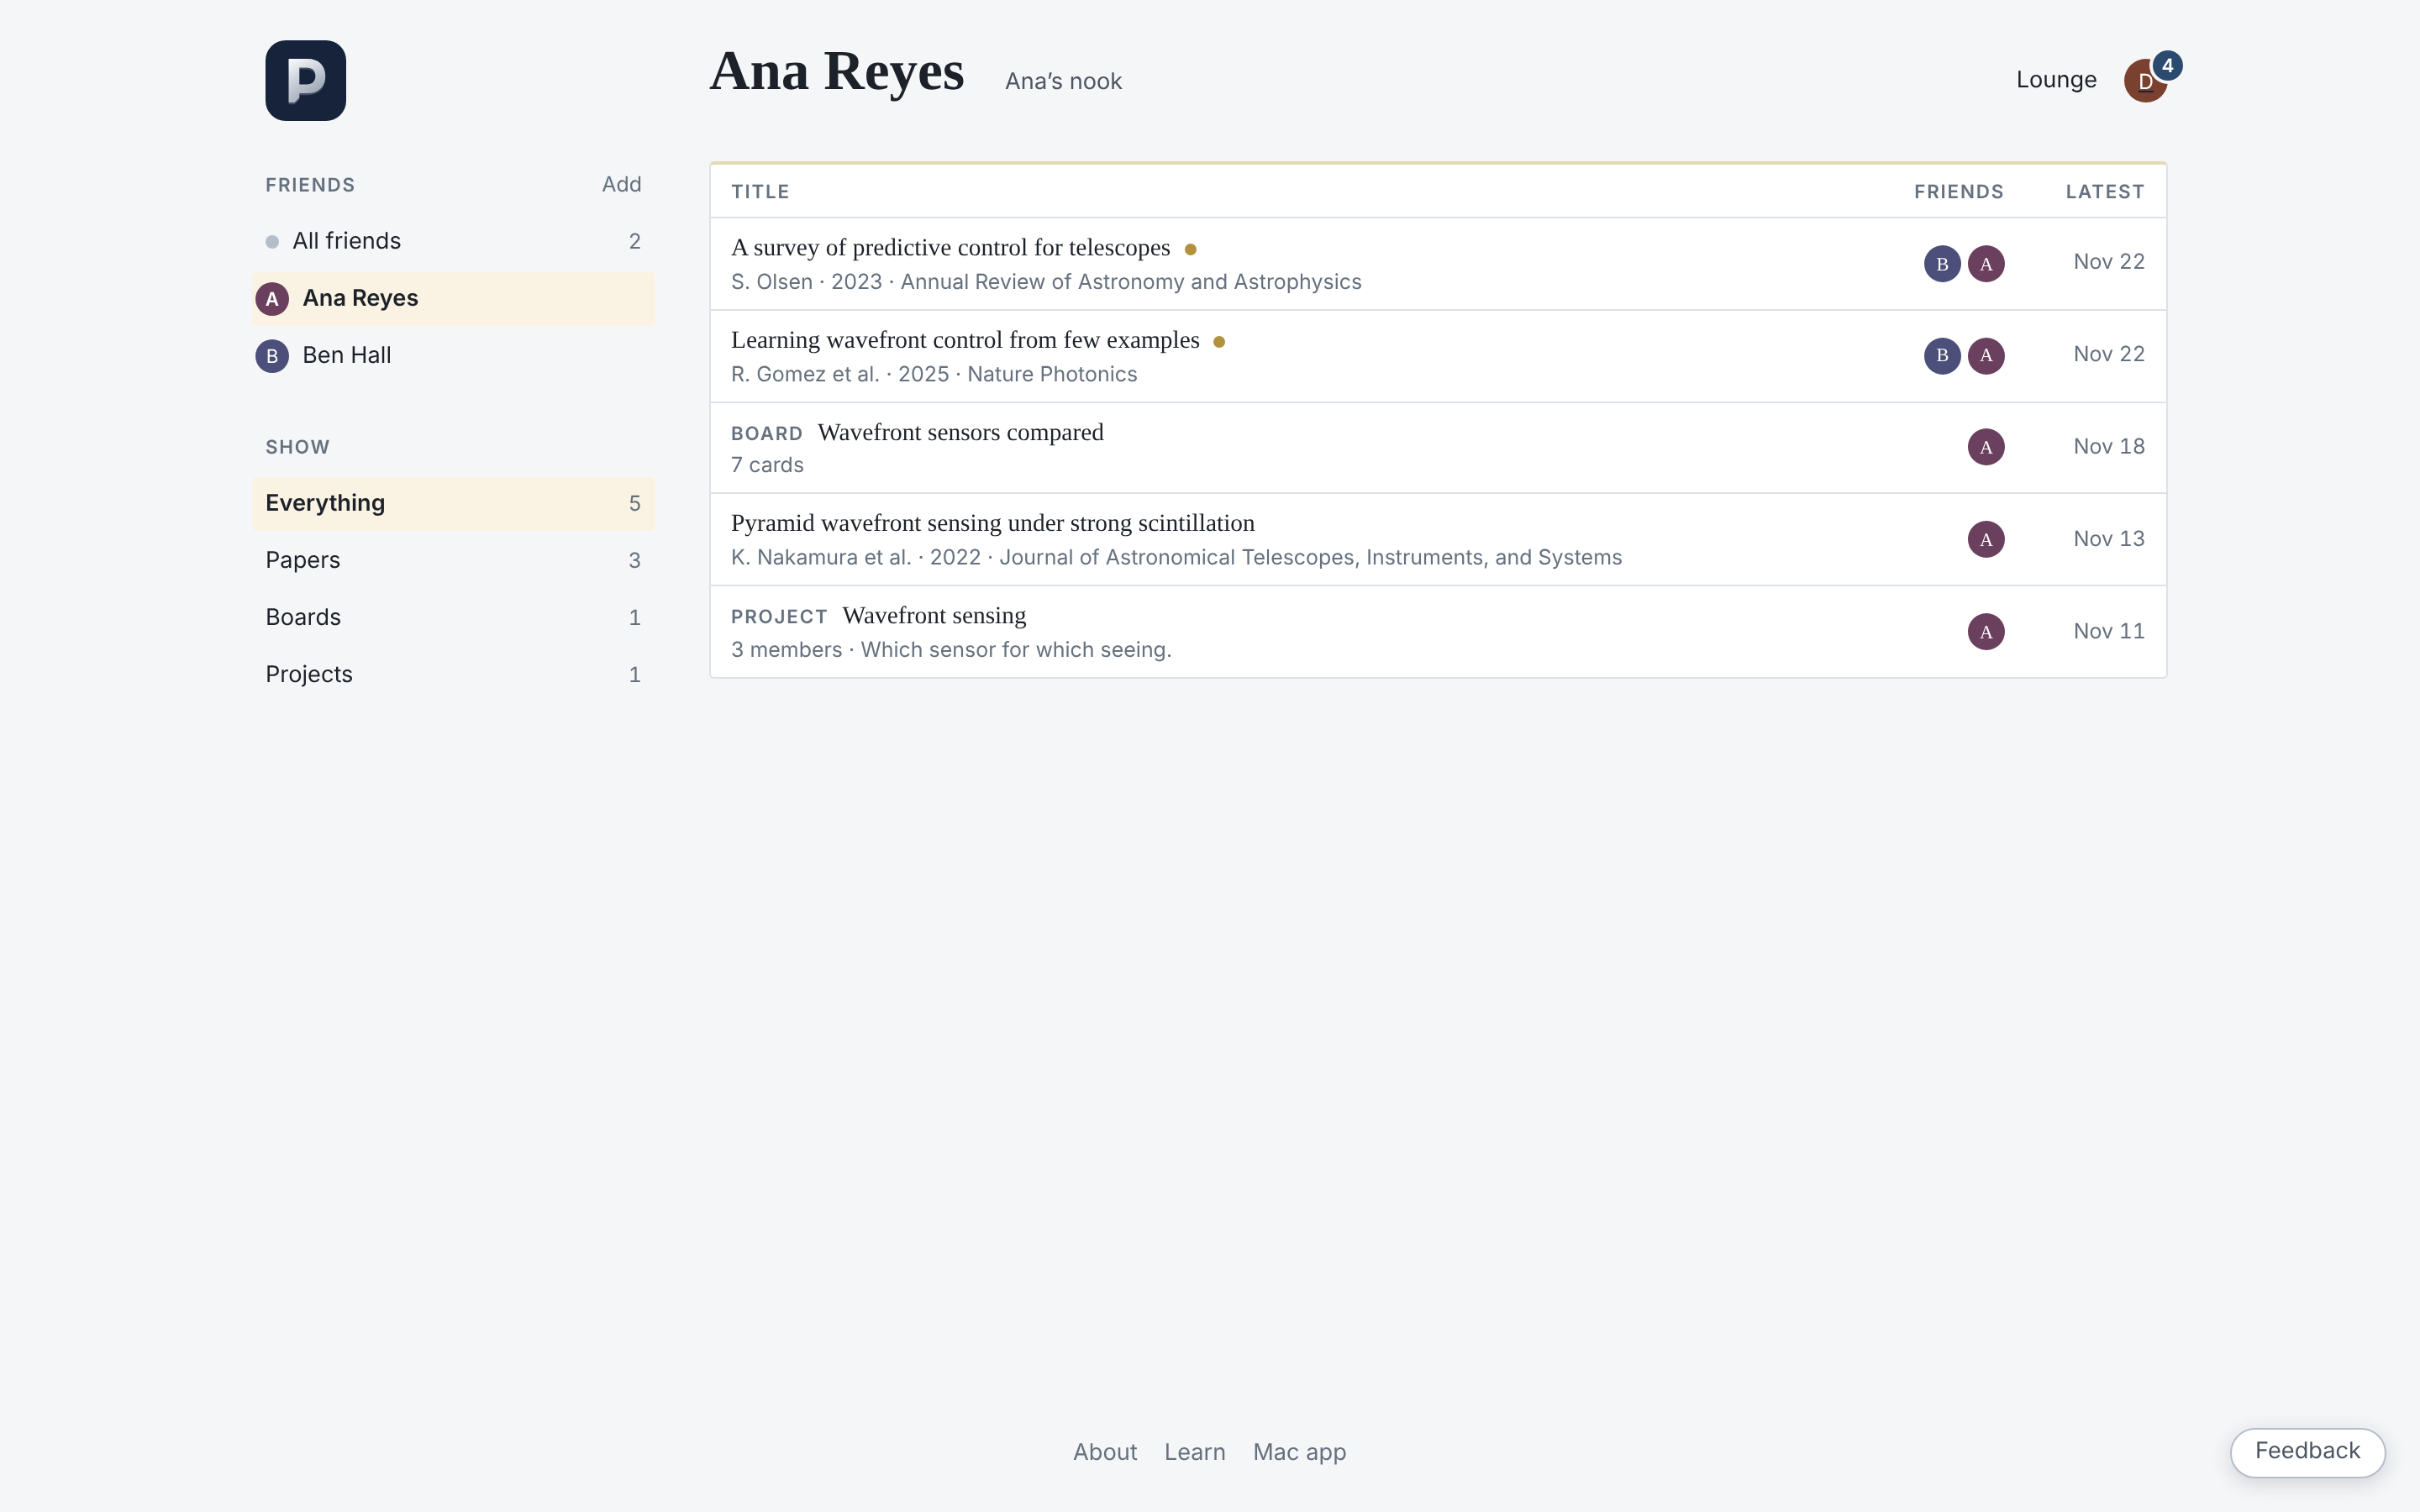 P
Ana Reyes Ana’s nook
Lounge D 4
FRIENDS Add
All friends 2
A Ana Reyes
B Ben Hall
SHOW
Everything 5
Papers 3
Boards 1
Projects 1
TITLE FRIENDS LATEST
A survey of predictive control for telescopes
S. Olsen · 2023 · Annual Review of Astronomy and Astrophysics
B A Nov 22
Learning wavefront control from few examples
R. Gomez et al. · 2025 · Nature Photonics
B A Nov 22
BOARD Wavefront sensors compared
7 cards
A Nov 18
Pyramid wavefront sensing under strong scintillation
K. Nakamura et al. · 2022 · Journal of Astronomical Telescopes, Instruments, and Systems
A Nov 13
PROJECT Wavefront sensing
3 members · Which sensor for which seeing.
A Nov 11
About Learn Mac app
Feedback